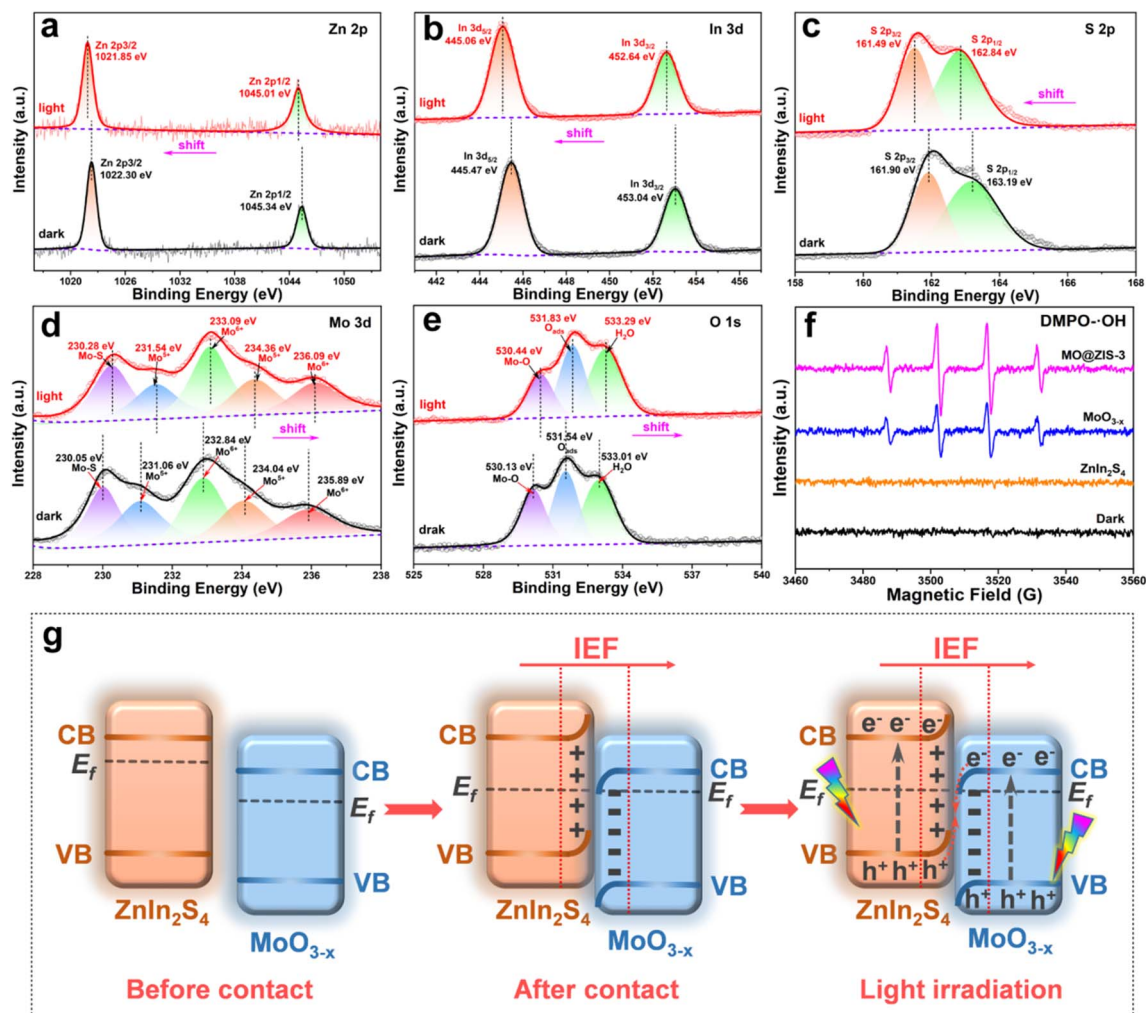 a
Zn 2p
Zn 2p3/2
1021.85 eV
Zn 2p1/2
1045.01 eV
light
shift
Zn 2p3/2
1022.30 eV
Zn 2p1/2
1045.34 eV
dark
Intensity (a.u.)
1020 1026 1032 1038 1044 1050
Binding Energy (eV)
b
In 3d
In 3d5/2
445.06 eV
In 3d3/2
452.64 eV
light
shift
In 3d5/2
445.47 eV
In 3d3/2
453.04 eV
dark
Intensity (a.u.)
442 444 446 448 450 452 454 456
Binding Energy (eV)
c
S 2p
S 2p3/2
161.49 eV
S 2p1/2
162.84 eV
light
shift
S 2p3/2
161.90 eV
S 2p1/2
163.19 eV
dark
Intensity (a.u.)
158 160 162 164 166 168
Binding Energy (eV)
d
Mo 3d
230.28 eV
Mo-S
231.54 eV
Mo5+
233.09 eV
Mo6+
234.36 eV
Mo5+
236.09 eV
Mo6+
light
shift
230.05 eV
Mo-S
231.06 eV
Mo5+
232.84 eV
Mo6+
234.04 eV
Mo5+
235.89 eV
Mo6+
dark
Intensity (a.u.)
228 230 232 234 236 238
Binding Energy (eV)
e
O 1s
530.44 eV
Mo-O
531.83 eV
Oads
533.29 eV
H2O
light
shift
530.13 eV
Mo-O
531.54 eV
Oads
533.01 eV
H2O
drak
Intensity (a.u.)
525 528 531 534 537 540
Binding Energy (eV)
f
DMPO-·OH
MO@ZIS-3
MoO3-x
ZnIn2S4
Dark
Intensity (a.u.)
3460 3480 3500 3520 3540 3560
Magnetic Field (G)
g
CB
Ef
VB
ZnIn2S4
CB
Ef
VB
MoO3-x
Before contact
IEF
CB
Ef
VB
ZnIn2S4
+
+
+
+
-
-
-
-
-
CB
Ef
VB
MoO3-x
After contact
IEF
CB
Ef
VB
e- e- e-
+
+
+
+
h+ h+ h+
ZnIn2S4
e- e- e-
-
-
-
-
-
h+ h+ h+
CB
Ef
VB
MoO3-x
Light irradiation